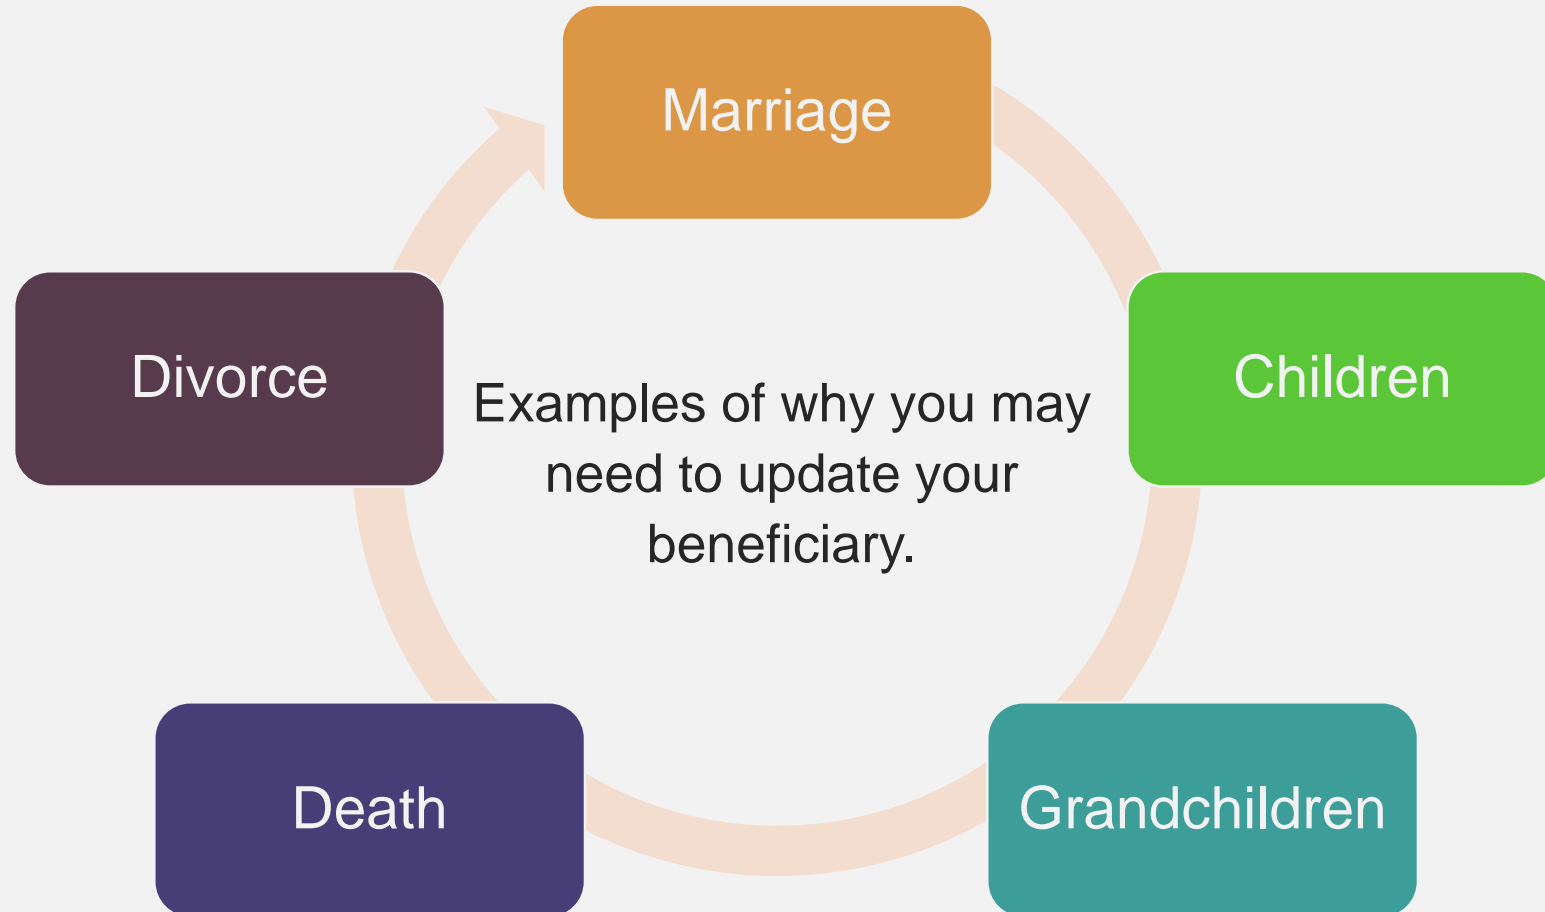 Marriage
Children
Grandchildren
Death
Divorce
Examples of why you may
need to update your
beneficiary.